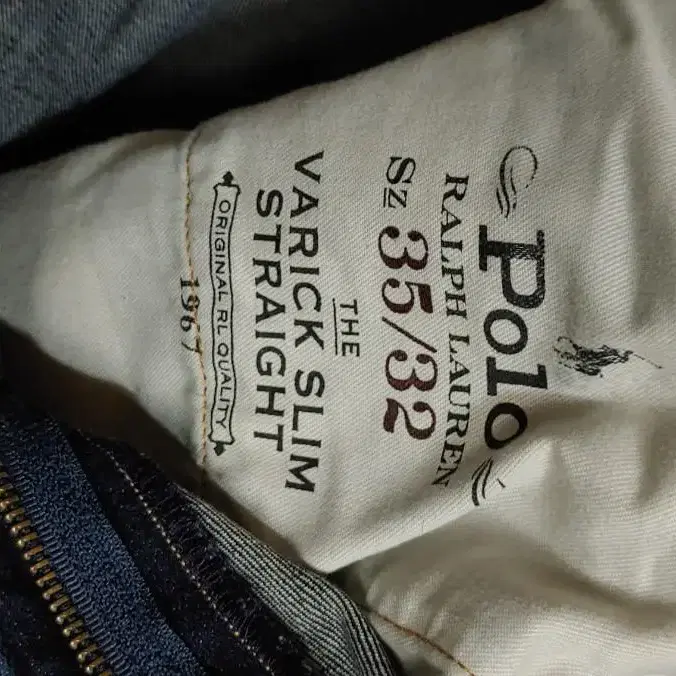 Polo
RALPH LAUREN
Sz 35/32
THE
VARICK SLIM
STRAIGHT
ORIGINAL RL QUALITY
1967